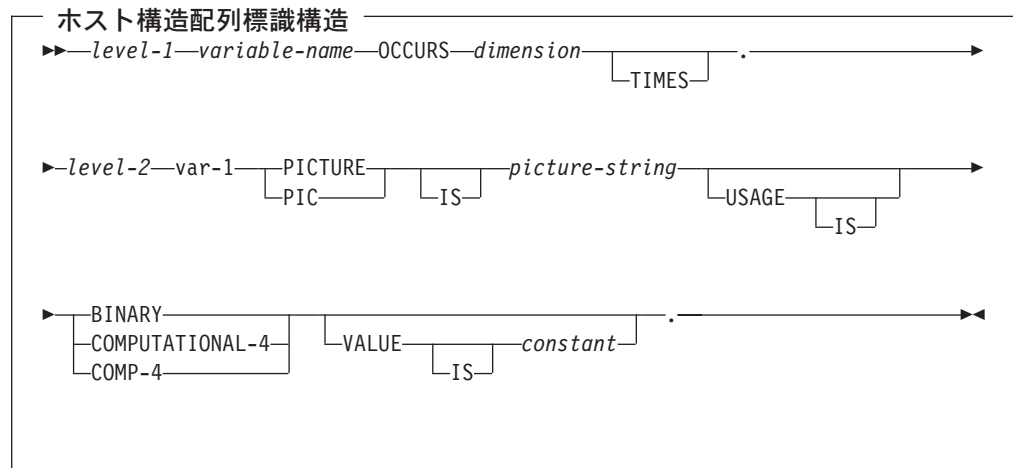 ホスト構造配列標識構造
level-1 variable-name OCCURS dimension .
TIMES
level-2 var-1 PICTURE picture-string
PIC IS USAGE
IS
BINARY .
COMPUTATIONAL-4 VALUE constant
COMP-4 IS